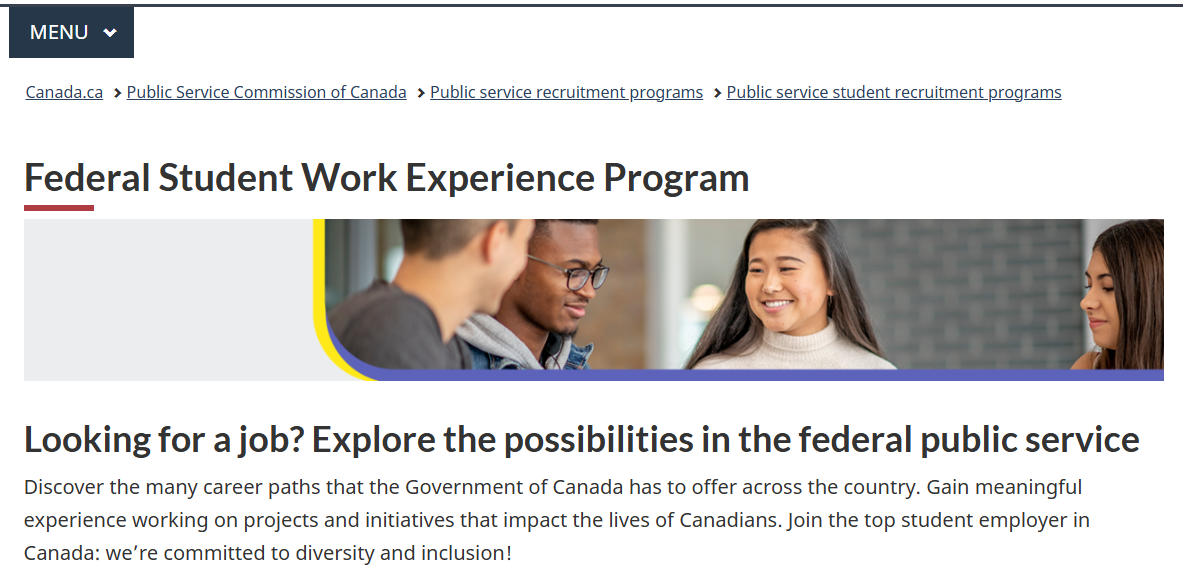 MENU
Canada.ca > Public Service Commission of Canada > Public service recruitment programs > Public service student recruitment programs
Federal Student Work Experience Program
Looking for a job? Explore the possibilities in the federal public service
Discover the many career paths that the Government of Canada has to offer across the country. Gain meaningful
experience working on projects and initiatives that impact the lives of Canadians. Join the top student employer in
Canada: we’re committed to diversity and inclusion!